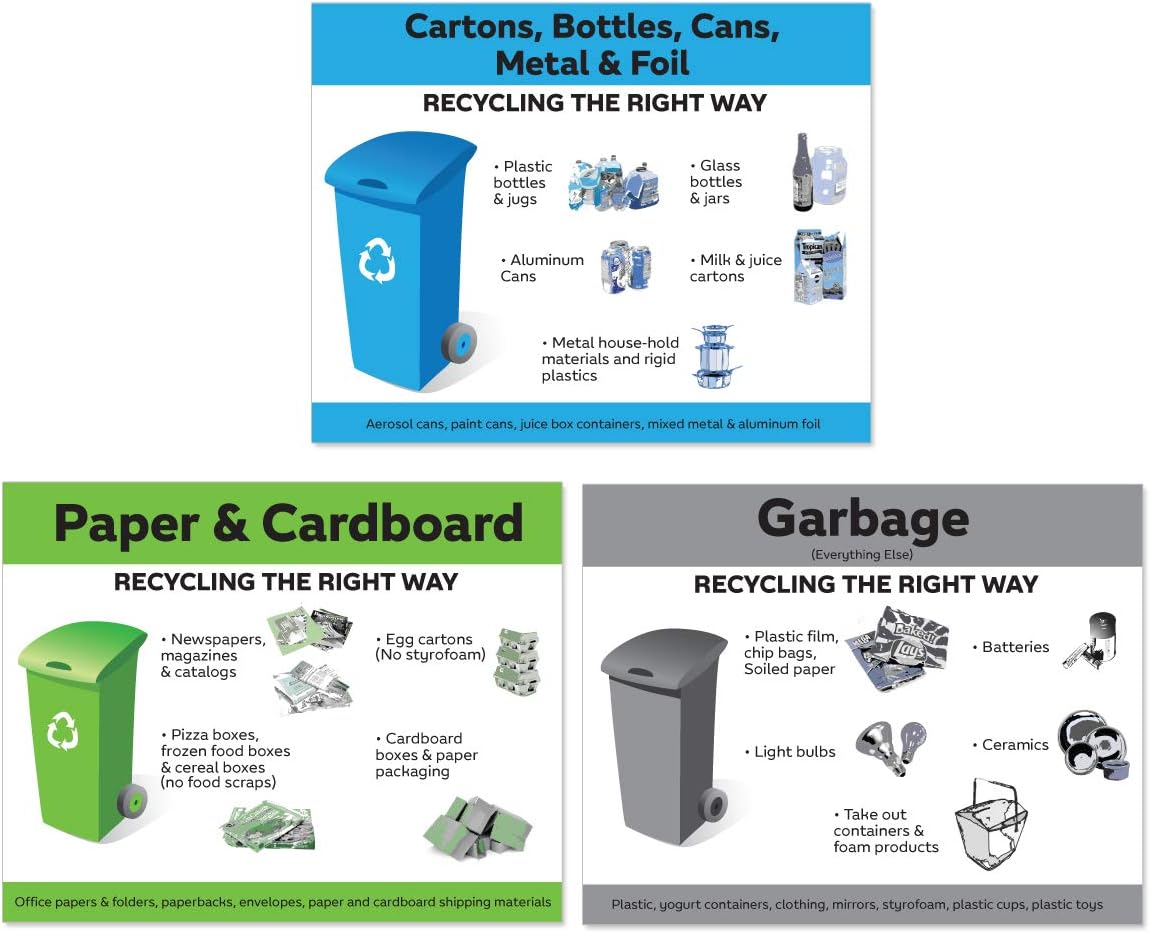 Cartons, Bottles, Cans,
Metal & Foil
RECYCLING THE RIGHT WAY
• Plastic
bottles
& jugs
• Glass
bottles
& jars
• Aluminum
Cans
• Milk & juice
cartons
Tropicana
• Metal house-hold
materials and rigid
plastics
Aerosol cans, paint cans, juice box containers, mixed metal & aluminum foil
Paper & Cardboard
RECYCLING THE RIGHT WAY
• Newspapers,
magazines
& catalogs
• Egg cartons
(No styrofoam)
• Pizza boxes,
frozen food boxes
& cereal boxes
(no food scraps)
• Cardboard
boxes & paper
packaging
Office papers & folders, paperbacks, envelopes, paper and cardboard shipping materials
Garbage
(Everything Else)
RECYCLING THE RIGHT WAY
• Plastic film,
chip bags,
Soiled paper
Baked!
Lay's
• Batteries
• Light bulbs
• Ceramics
• Take out
containers &
foam products
Plastic, yogurt containers, clothing, mirrors, styrofoam, plastic cups, plastic toys